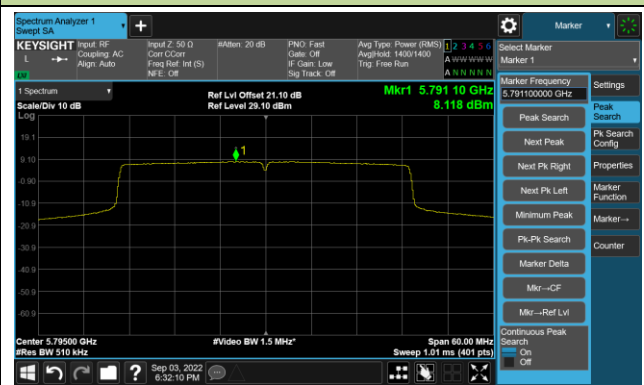 Spectrum Analyzer 1
Swept SA
Marker
KEYSIGHT
L
Input: RF
Coupling: AC
Align: Auto
Input Z: 50 Ω
Corr CCorr
Freq Ref: Int (S)
NFE: Off
#Atten: 20 dB
PNO: Fast
Gate: Off
IF Gain: Low
Sig Track: Off
Avg Type: Power (RMS)
Avg|Hold: 1400/1400
Trig: Free Run
1 2 3 4 5 6
A W W W W W
A N N N N N
Select Marker
Marker 1
1 Spectrum
Scale/Div 10 dB
Log
Ref Lvl Offset 21.10 dB
Ref Level 29.10 dBm
Mkr1 5.791 10 GHz
8.118 dBm
19.1
9.10
-0.90
-10.9
-20.9
-30.9
-40.9
-50.9
-60.9
1
Center 5.79500 GHz
#Res BW 510 kHz
#Video BW 1.5 MHz*
Span 60.00 MHz
Sweep 1.01 ms (401 pts)
Marker Frequency
5.791100000 GHz
Peak Search
Next Peak
Next Pk Right
Next Pk Left
Minimum Peak
Pk-Pk Search
Marker Delta
Mkr→CF
Mkr→Ref Lvl
Continuous Peak
Search
On
Off
Settings
Peak
Search
Pk Search
Config
Properties
Marker
Function
Marker→
Counter
Sep 03, 2022
6:32:10 PM